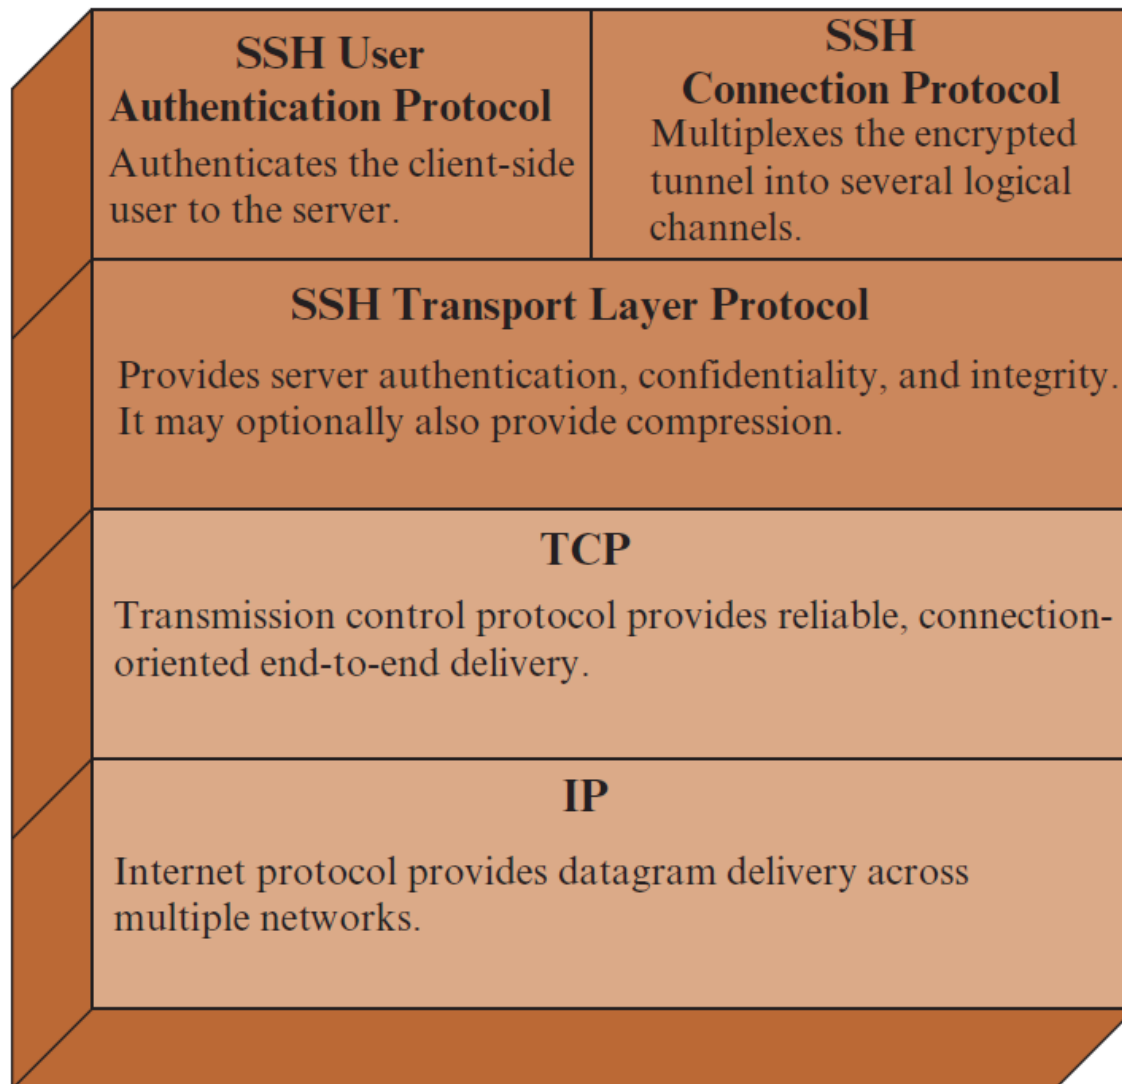 SSH User
Authentication Protocol
Authenticates the client-side
user to the server.
SSH
Connection Protocol
Multiplexes the encrypted
tunnel into several logical
channels.
SSH Transport Layer Protocol
Provides server authentication, confidentiality, and integrity.
It may optionally also provide compression.
TCP
Transmission control protocol provides reliable, connection-
oriented end-to-end delivery.
IP
Internet protocol provides datagram delivery across
multiple networks.